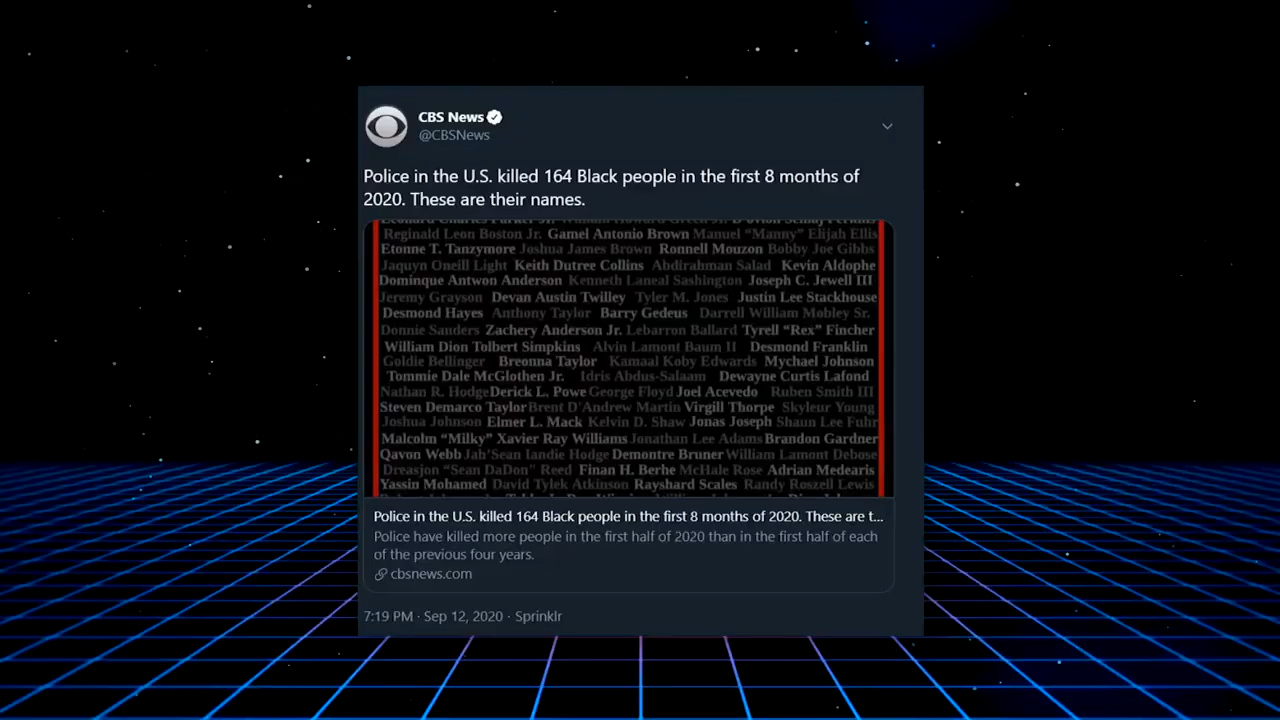 CBS News
@CBSNews
Police in the U.S. killed 164 Black people in the first 8 months of
2020. These are their names.
Reginald Leon Boston Jr. Gamel Antonio Brown Manuel “Manny” Elijah Ellis
Etonne T. Tanzymore Joshua James Brown Ronnell Mouzon Bobby Joe Gibbs
Jaquyn Oneill Light Keith Dutree Collins Abdirahman Salad Kevin Aldophe
Dominque Antwon Anderson Kenneth Laneal Sashington Joseph C. Jewell III
Jeremy Grayson Devan Austin Twilley Tyler M. Jones Justin Lee Stackhouse
Desmond Hayes Anthony Taylor Barry Gedeus Darrell William Mobley Sr.
Donnie Sanders Zachery Anderson Jr. Lebarron Ballard Tyrell “Rex” Fincher
William Dion Tolbert Simpkins Alvin Lamont Baum II Desmond Franklin
Goldie Bellinger Breonna Taylor Kamaal Koby Edwards Mychael Johnson
Tommie Dale McGlothen Jr. Idris Abdus-Salaam Dewayne Curtis Lafond
Nathan R. Hodge Derick L. Powe George Floyd Joel Acevedo Ruben Smith III
Steven Demarco Taylor Brent D'Andrew Martin Virgill Thorpe Skyleur Young
Joshua Johnson Elmer L. Mack Kelvin D. Shaw Jonas Joseph Shaun Lee Fuhr
Malcolm “Milky” Xavier Ray Williams Jonathan Lee Adams Brandon Gardner
Qavon Webb Jab'Sean Iandie Hodge Demontre Bruner William Lamont Debose
Dreasjon “Sean DaDon” Reed Finan H. Berhe McHale Rose Adrian Medearis
Yassin Mohamed David Tylek Atkinson Rayshard Scales Randy Roszell Lewis
Police in the U.S. killed 164 Black people in the first 8 months of 2020. These are t...
Police have killed more people in the first half of 2020 than in the first half of each
of the previous four years.
cbsnews.com
7:19 PM · Sep 12, 2020 · Sprinklr